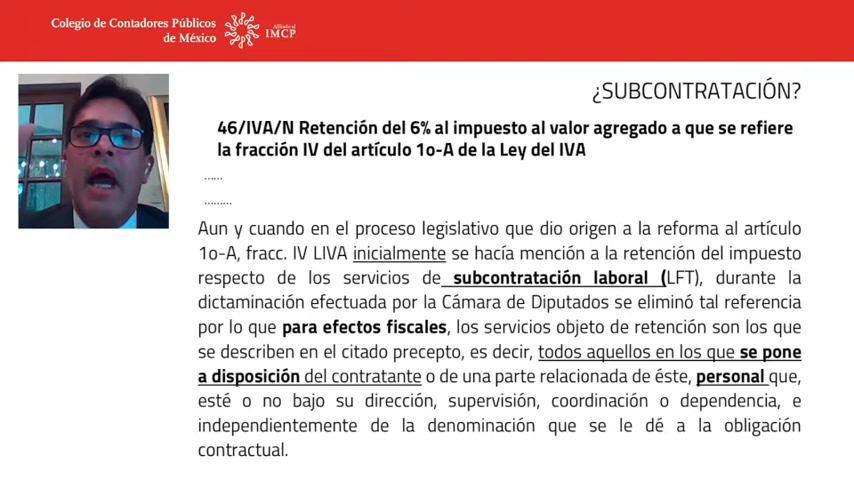 Colegio de Contadores Públicos
de México
Afiliado al
IMCP
¿SUBCONTRATACIÓN?
46/IVA/N Retención del 6% al impuesto al valor agregado a que se refiere
la fracción IV del artículo 1o-A de la Ley del IVA
......
.........
Aun y cuando en el proceso legislativo que dio origen a la reforma al artículo
1o-A, fracc. IV LIVA inicialmente se hacía mención a la retención del impuesto
respecto de los servicios de subcontratación laboral (LFT), durante la
dictaminación efectuada por la Cámara de Diputados se eliminó tal referencia
por lo que para efectos fiscales, los servicios objeto de retención son los que
se describen en el citado precepto, es decir, todos aquellos en los que se pone
a disposición del contratante o de una parte relacionada de éste, personal que,
esté o no bajo su dirección, supervisión, coordinación o dependencia, e
independientemente de la denominación que se le dé a la obligación
contractual.